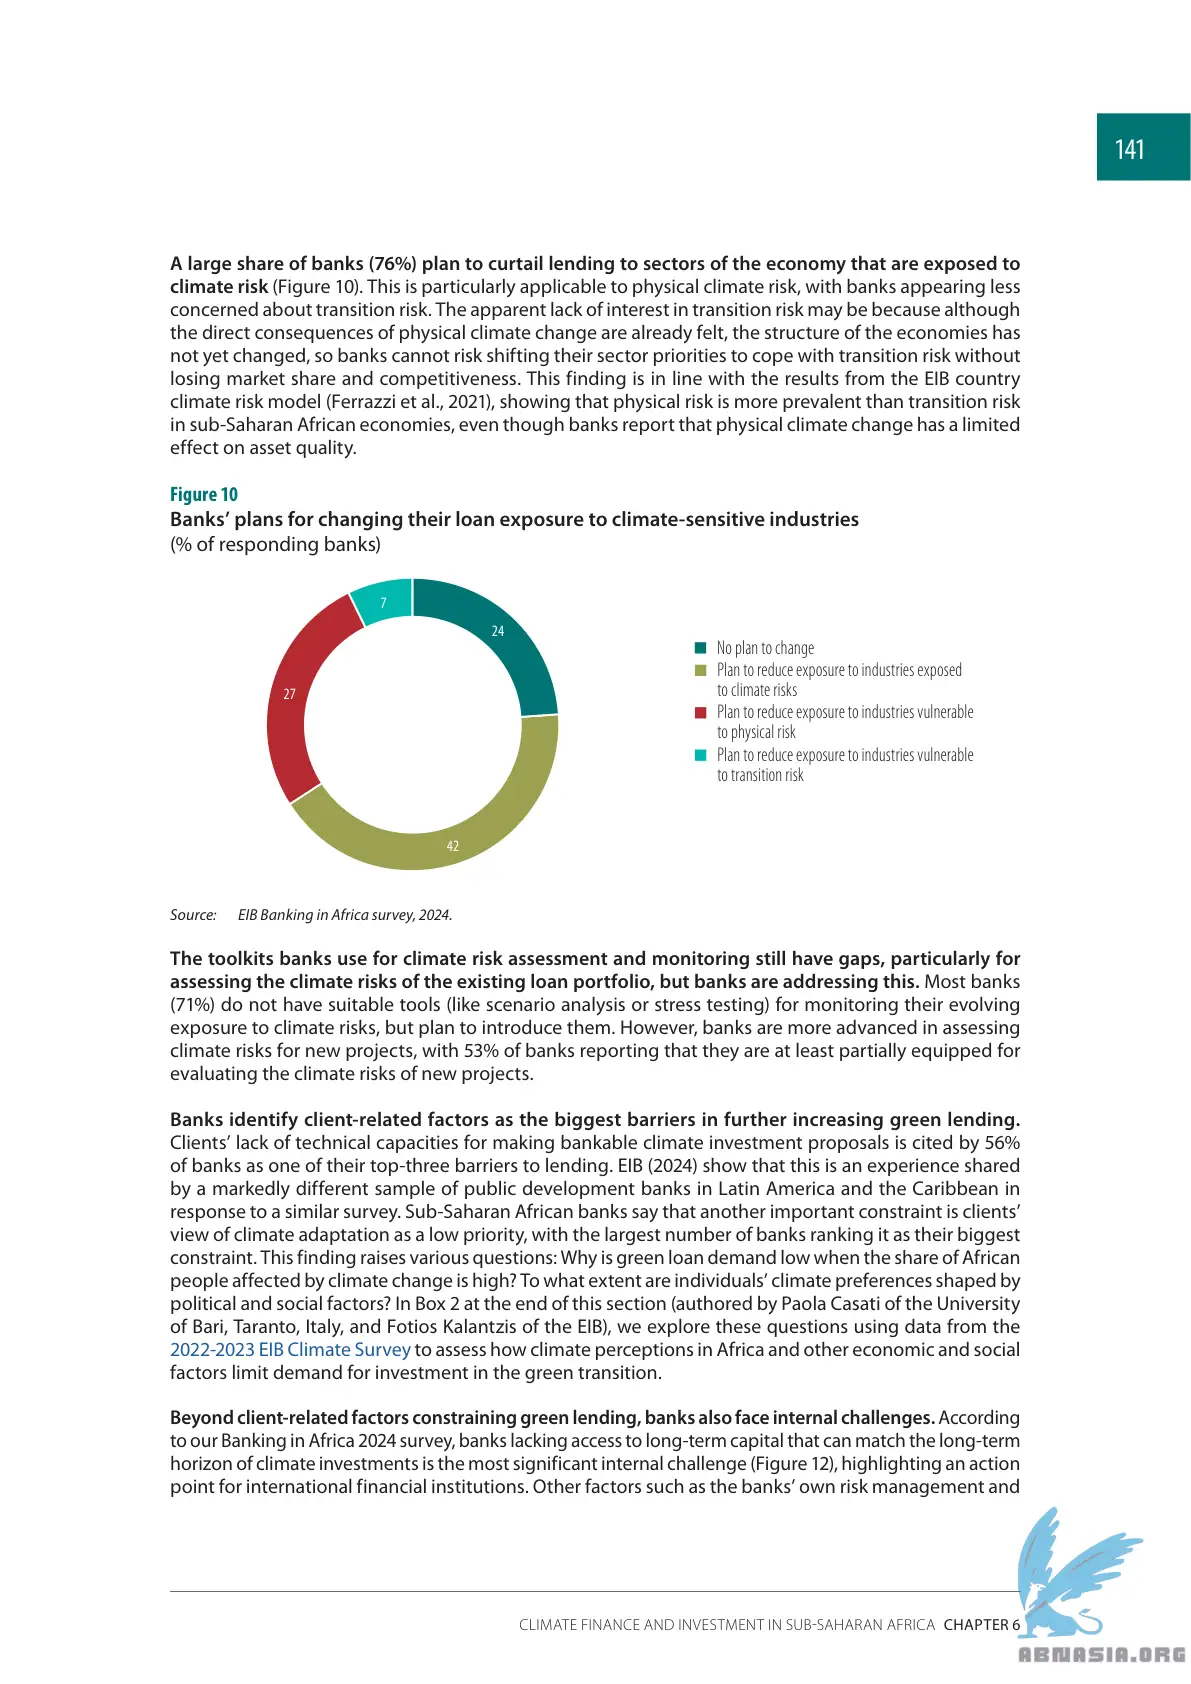 141
A large share of banks (76%) plan to curtail lending to sectors of the economy that are exposed to
climate risk (Figure 10). This is particularly applicable to physical climate risk, with banks appearing less
concerned about transition risk. The apparent lack of interest in transition risk may be because although
the direct consequences of physical climate change are already felt, the structure of the economies has
not yet changed, so banks cannot risk shifting their sector priorities to cope with transition risk without
losing market share and competitiveness. This finding is in line with the results from the EIB country
climate risk model (Ferrazzi et al., 2021), showing that physical risk is more prevalent than transition risk
in sub-Saharan African economies, even though banks report that physical climate change has a limited
effect on asset quality.
Figure 10
Banks’ plans for changing their loan exposure to climate-sensitive industries
(% of responding banks)
7
24
27
42
No plan to change
Plan to reduce exposure to industries exposed
to climate risks
Plan to reduce exposure to industries vulnerable
to physical risk
Plan to reduce exposure to industries vulnerable
to transition risk
Source: EIB Banking in Africa survey, 2024.
The toolkits banks use for climate risk assessment and monitoring still have gaps, particularly for
assessing the climate risks of the existing loan portfolio, but banks are addressing this. Most banks
(71%) do not have suitable tools (like scenario analysis or stress testing) for monitoring their evolving
exposure to climate risks, but plan to introduce them. However, banks are more advanced in assessing
climate risks for new projects, with 53% of banks reporting that they are at least partially equipped for
evaluating the climate risks of new projects.
Banks identify client-related factors as the biggest barriers in further increasing green lending.
Clients’ lack of technical capacities for making bankable climate investment proposals is cited by 56%
of banks as one of their top-three barriers to lending. EIB (2024) show that this is an experience shared
by a markedly different sample of public development banks in Latin America and the Caribbean in
response to a similar survey. Sub-Saharan African banks say that another important constraint is clients’
view of climate adaptation as a low priority, with the largest number of banks ranking it as their biggest
constraint. This finding raises various questions: Why is green loan demand low when the share of African
people affected by climate change is high? To what extent are individuals’ climate preferences shaped by
political and social factors? In Box 2 at the end of this section (authored by Paola Casati of the University
of Bari, Taranto, Italy, and Fotios Kalantzis of the EIB), we explore these questions using data from the
2022-2023 EIB Climate Survey to assess how climate perceptions in Africa and other economic and social
factors limit demand for investment in the green transition.
Beyond client-related factors constraining green lending, banks also face internal challenges. According
to our Banking in Africa 2024 survey, banks lacking access to long-term capital that can match the long-term
horizon of climate investments is the most significant internal challenge (Figure 12), highlighting an action
point for international financial institutions. Other factors such as the banks’ own risk management and
CLIMATE FINANCE AND INVESTMENT IN SUB-SAHARAN AFRICA CHAPTER 6
ABNASIA.ORG